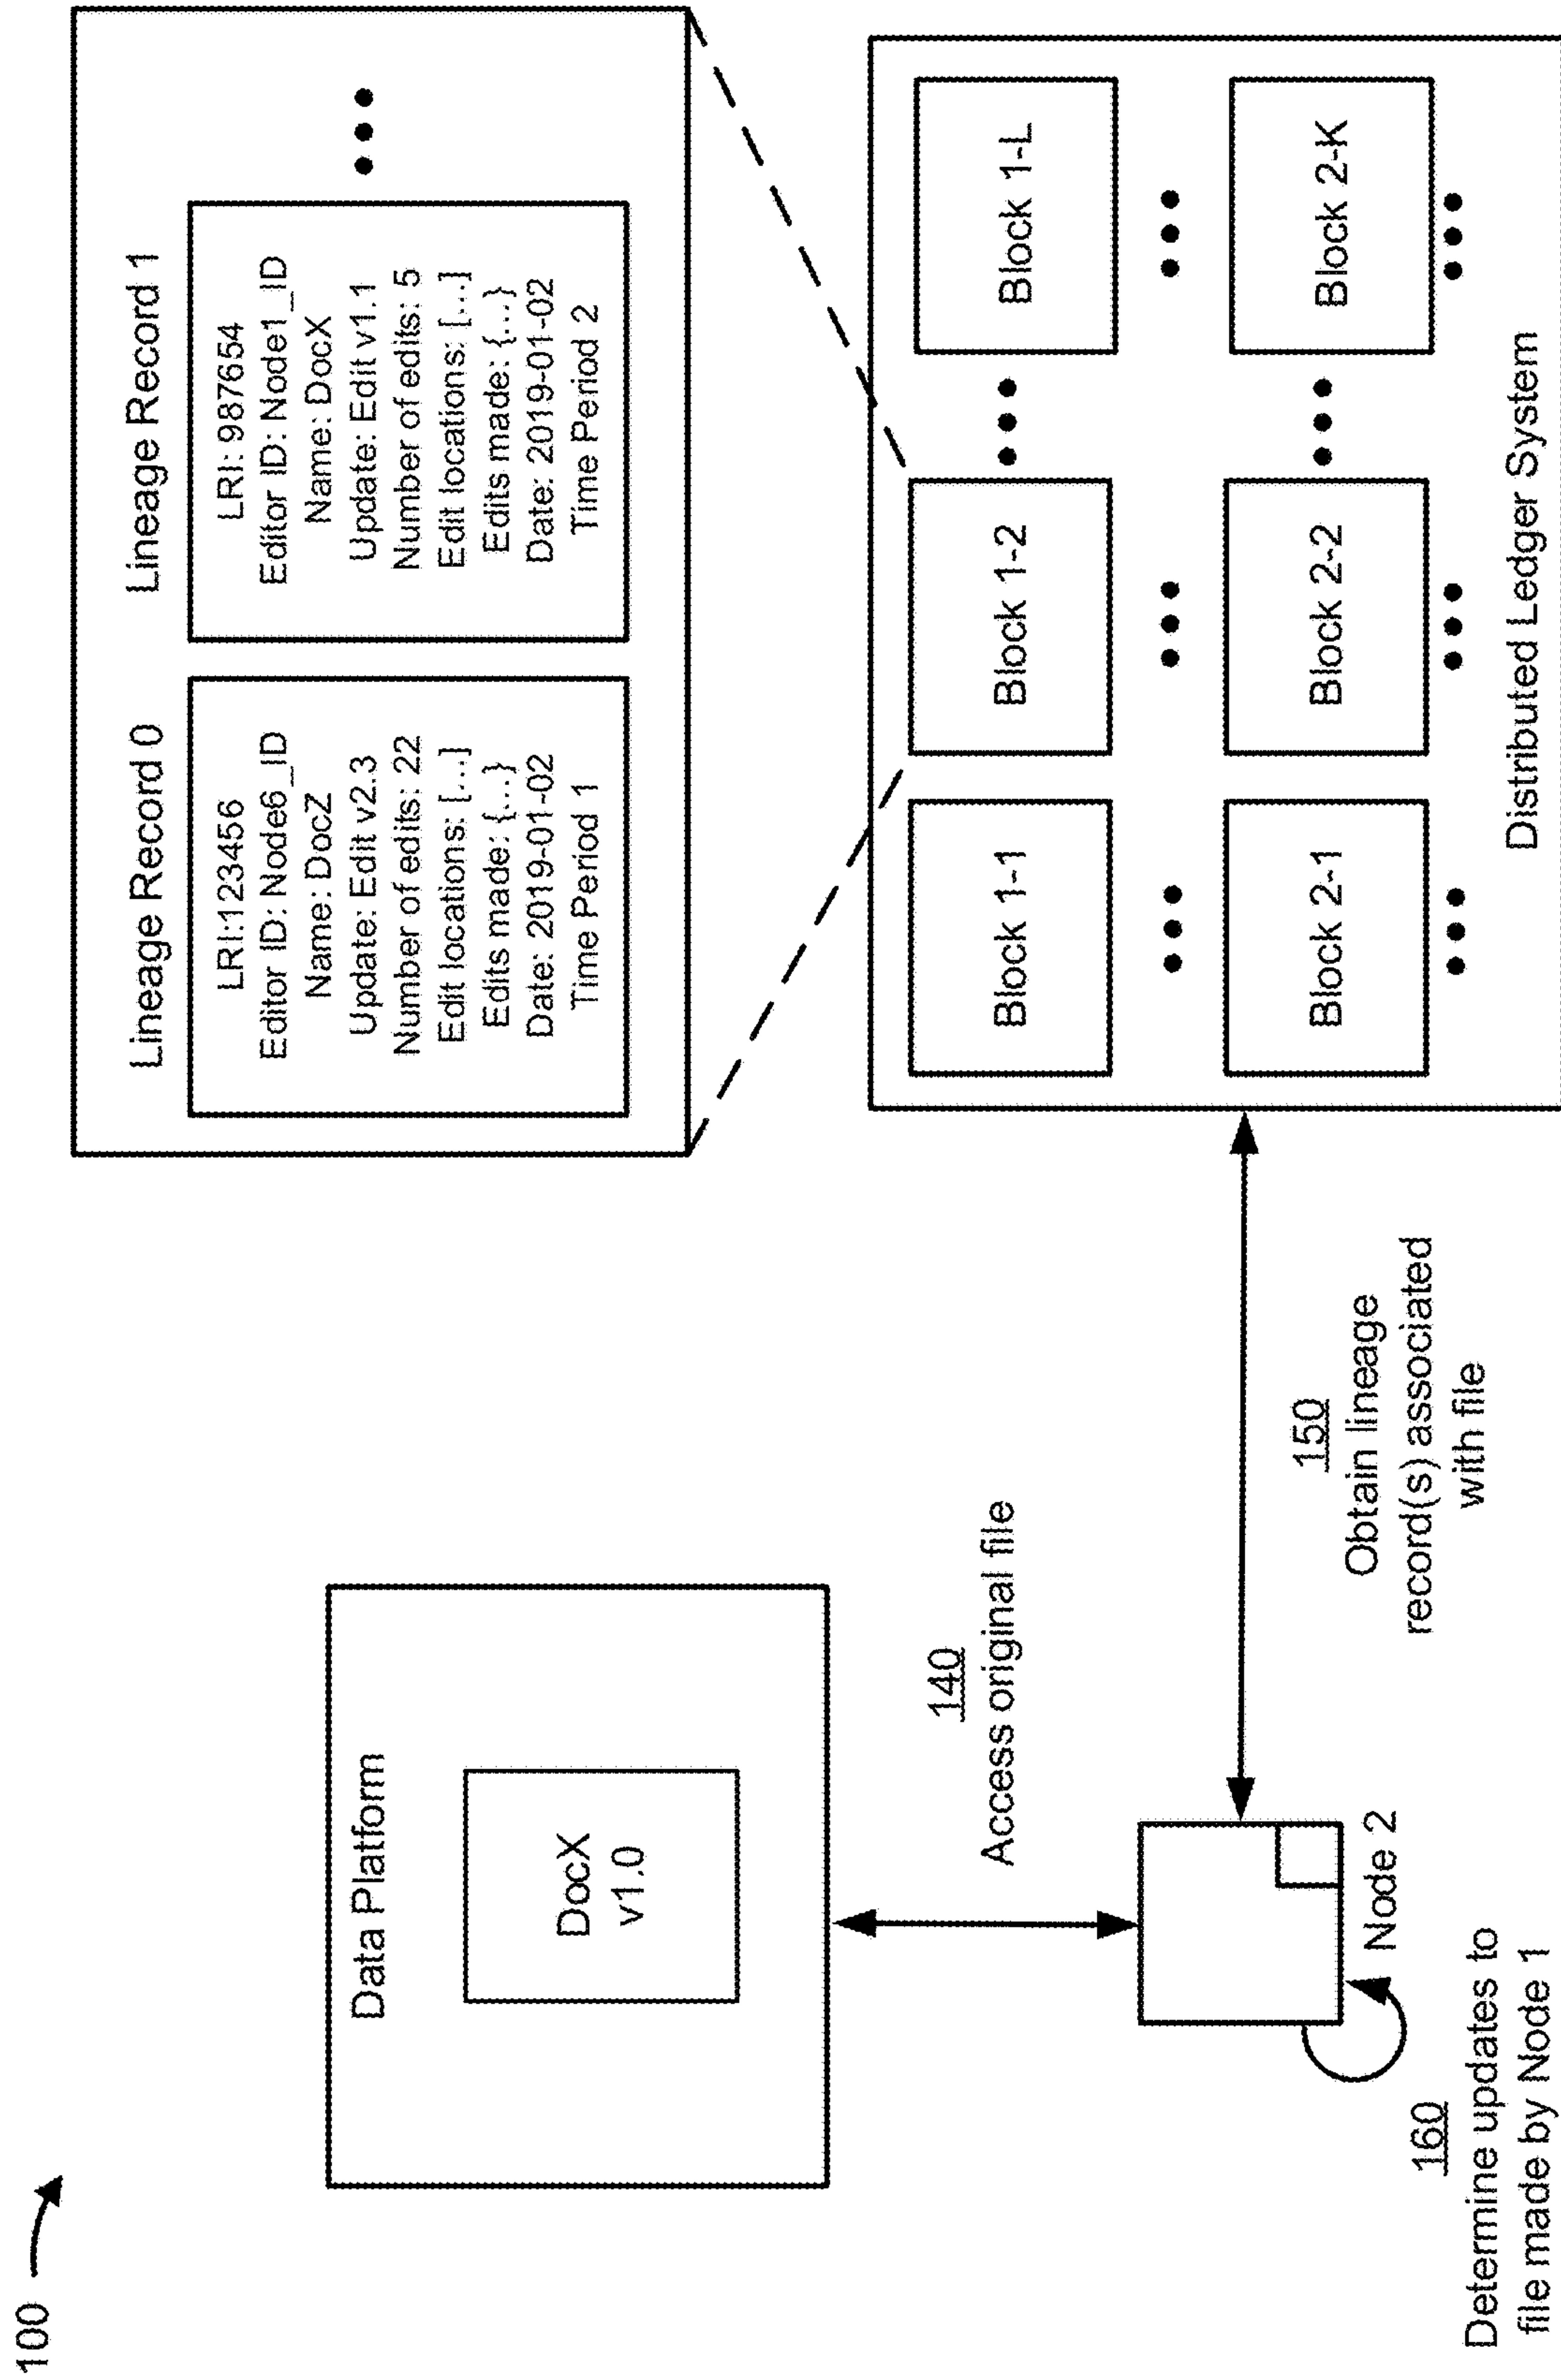 100
Data Platform
DocX
v1.0
140
Access original file
Node 2
160
Determine updates to
file made by Node 1
150
Obtain lineage
record(s) associated
with file
Lineage Record 0
LRI:123456
Editor ID: Node6_ID
Name: DocZ
Update: Edit v2.3
Number of edits: 22
Edit locations: [...]
Edits made: {...}
Date: 2019-01-02
Time Period 1
Lineage Record 1
LRI: 987654
Editor ID: Node1_ID
Name: DocX
Update: Edit v1.1
Number of edits: 5
Edit locations: [...]
Edits made: {...}
Date: 2019-01-02
Time Period 2
Block 1-1
Block 1-2
Block 1-L
Block 2-1
Block 2-2
Block 2-K
Distributed Ledger System